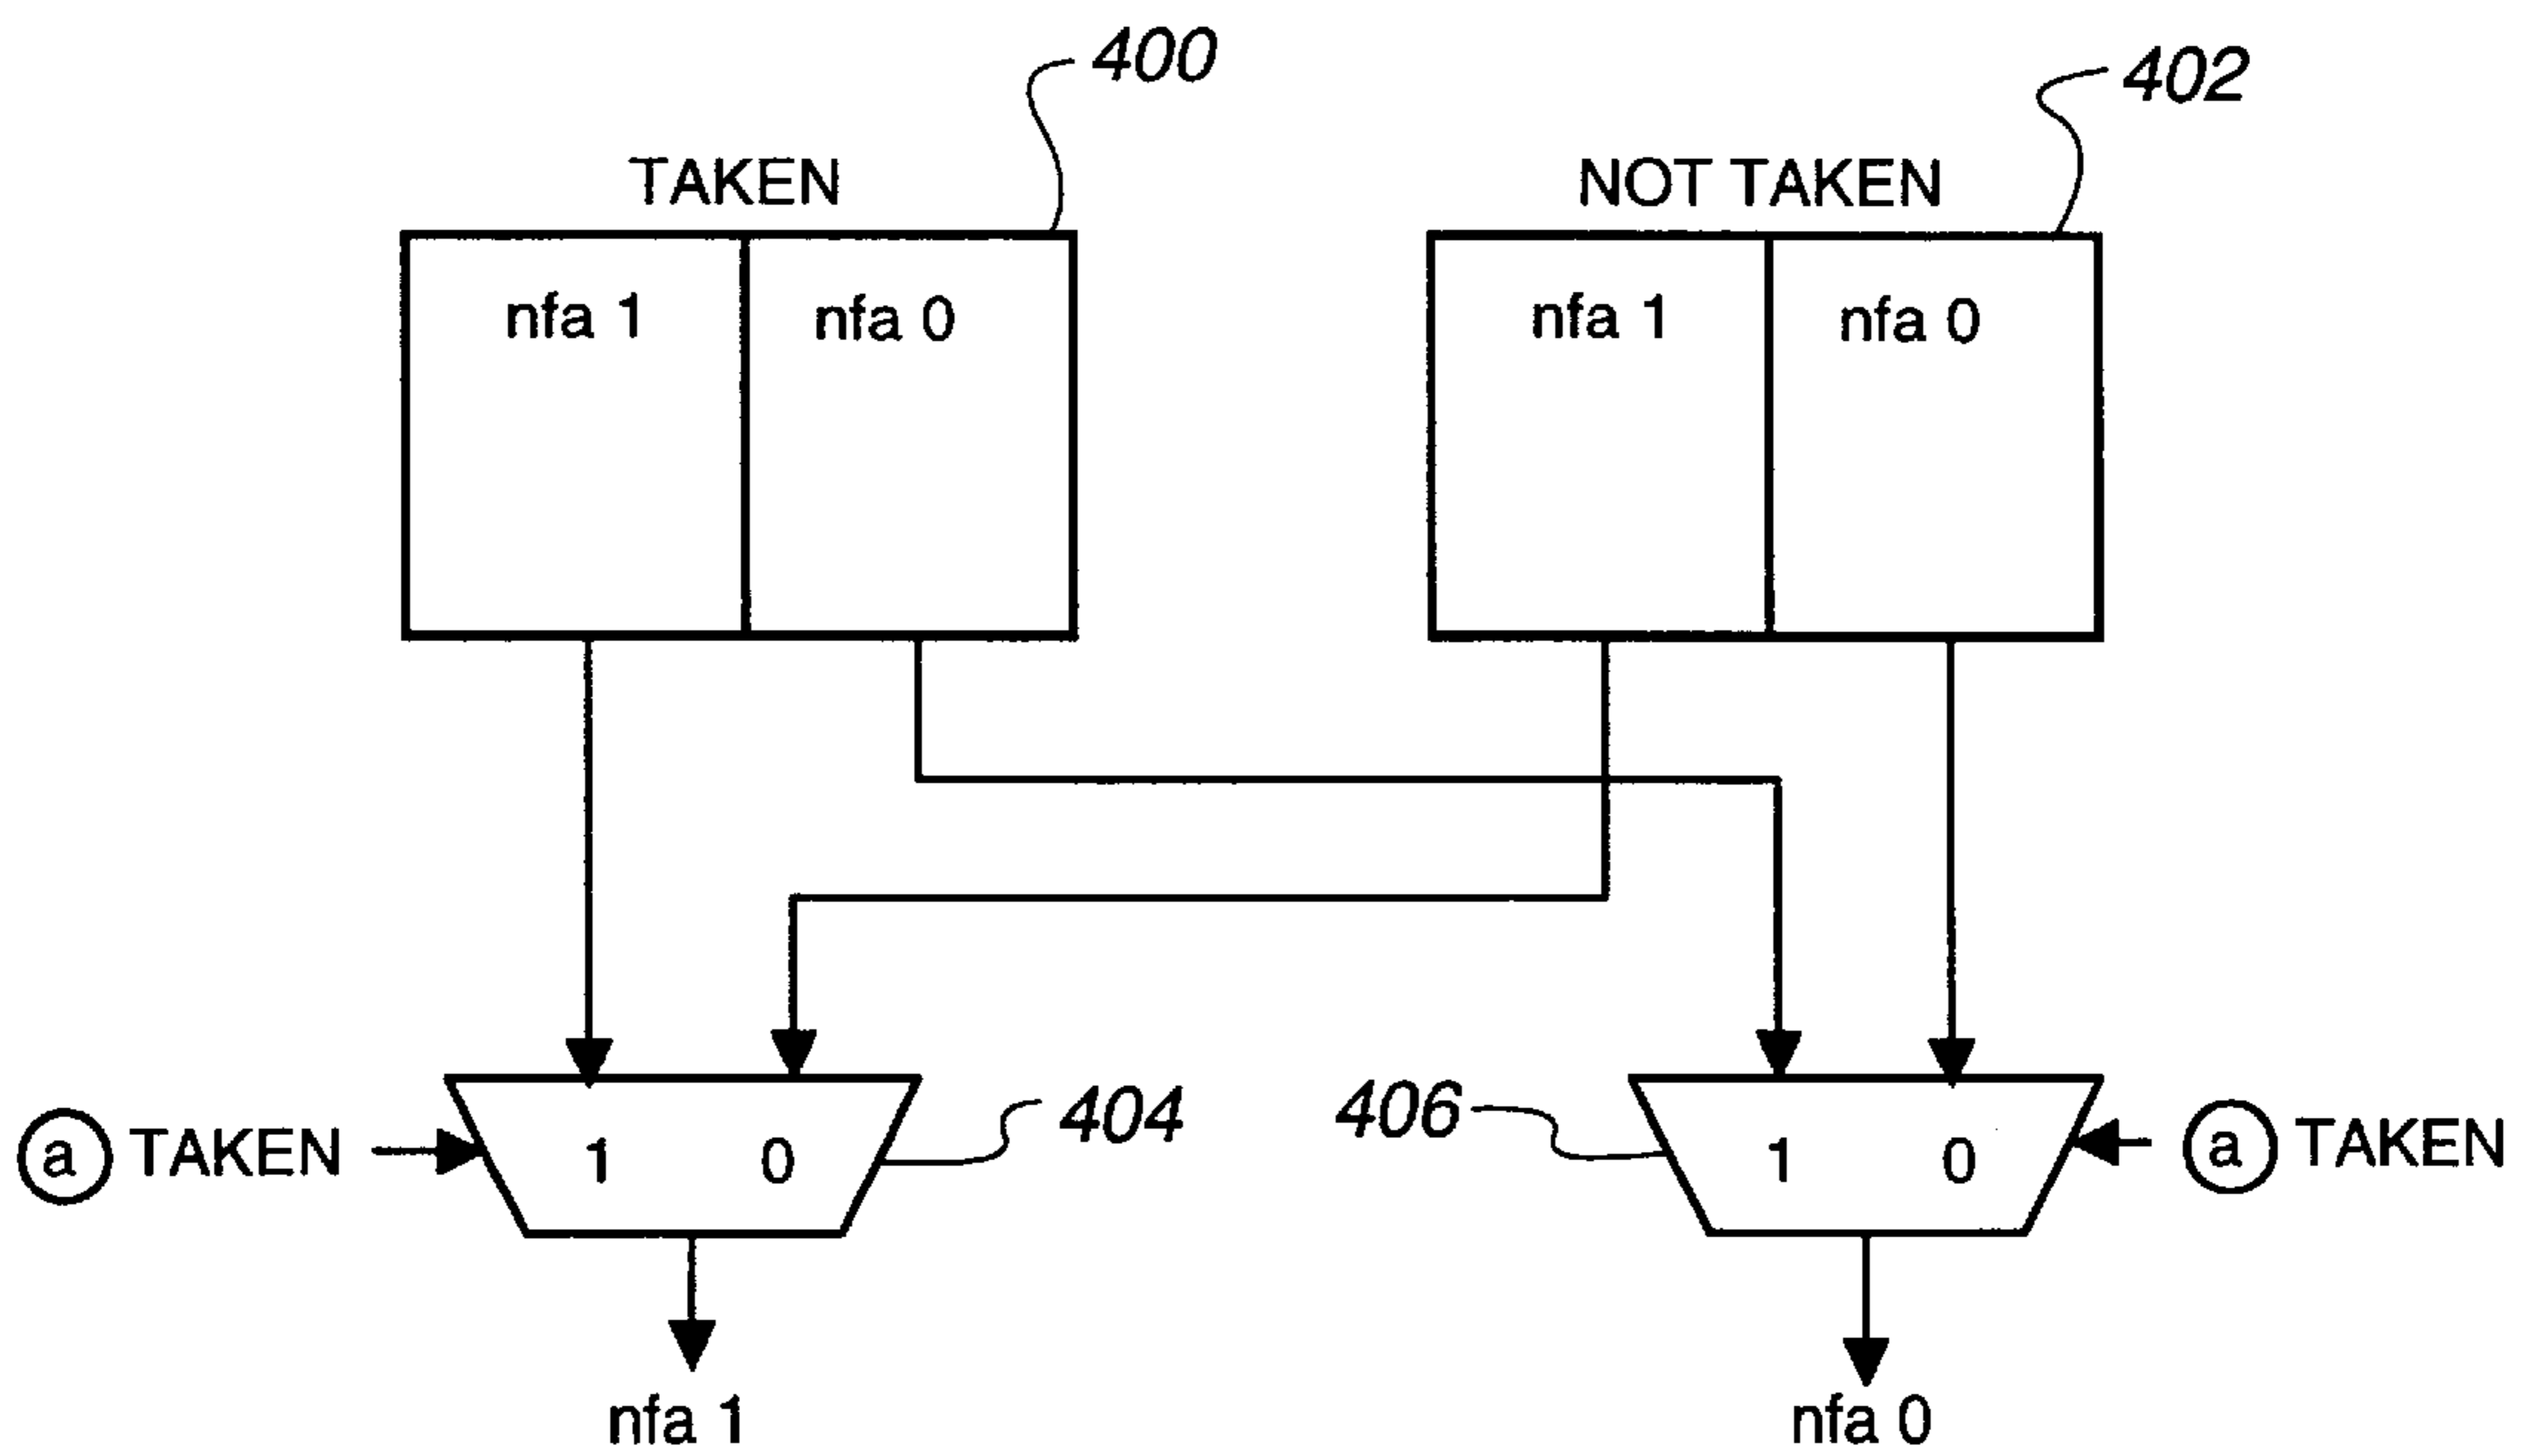 400
402
TAKEN
NOT TAKEN
nfa 1
nfa 0
nfa 1
nfa 0
a TAKEN
1
0
404
406
1
0
a TAKEN
nfa 1
nfa 0